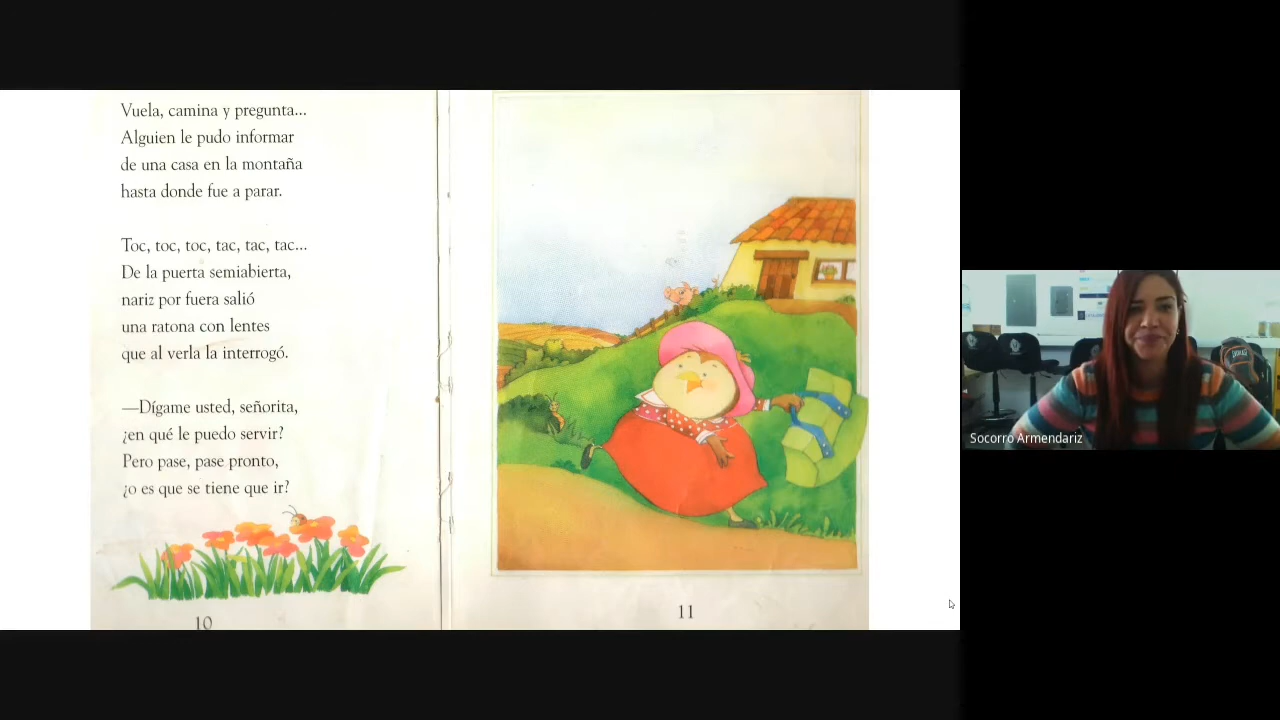 Vuela, camina y pregunta...
Alguien le pudo informar
de una casa en la montaña
hasta donde fue a parar.
Toc, toc, toc, tac, tac, tac...
De la puerta semiabierta,
nariz por fuera salió
una ratona con lentes
que al verla la interrogó.
—Dígame usted, señorita,
¿en qué le puedo servir?
Pero pase, pase pronto,
¿o es que se tiene que ir?
10
11
Socorro Armendariz